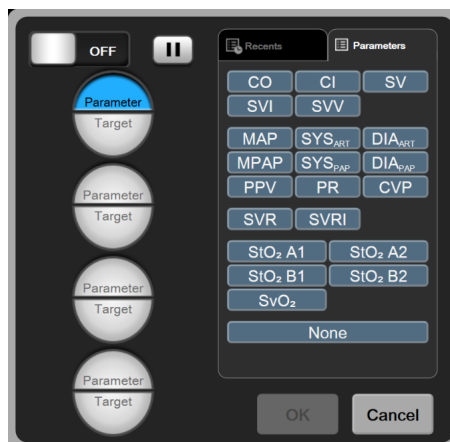 OFF
Recents
Parameters
Parameter
Target
Parameter
Target
Parameter
Target
Parameter
Target
CO CI SV
SVI SVV
MAP SYSART DIAART
MPAP SYSPAP DIAPAP
PPV PR CVP
SVR SVRI
StO₂ A1 StO₂ A2
StO₂ B1 StO₂ B2
SvO₂
None
OK Cancel